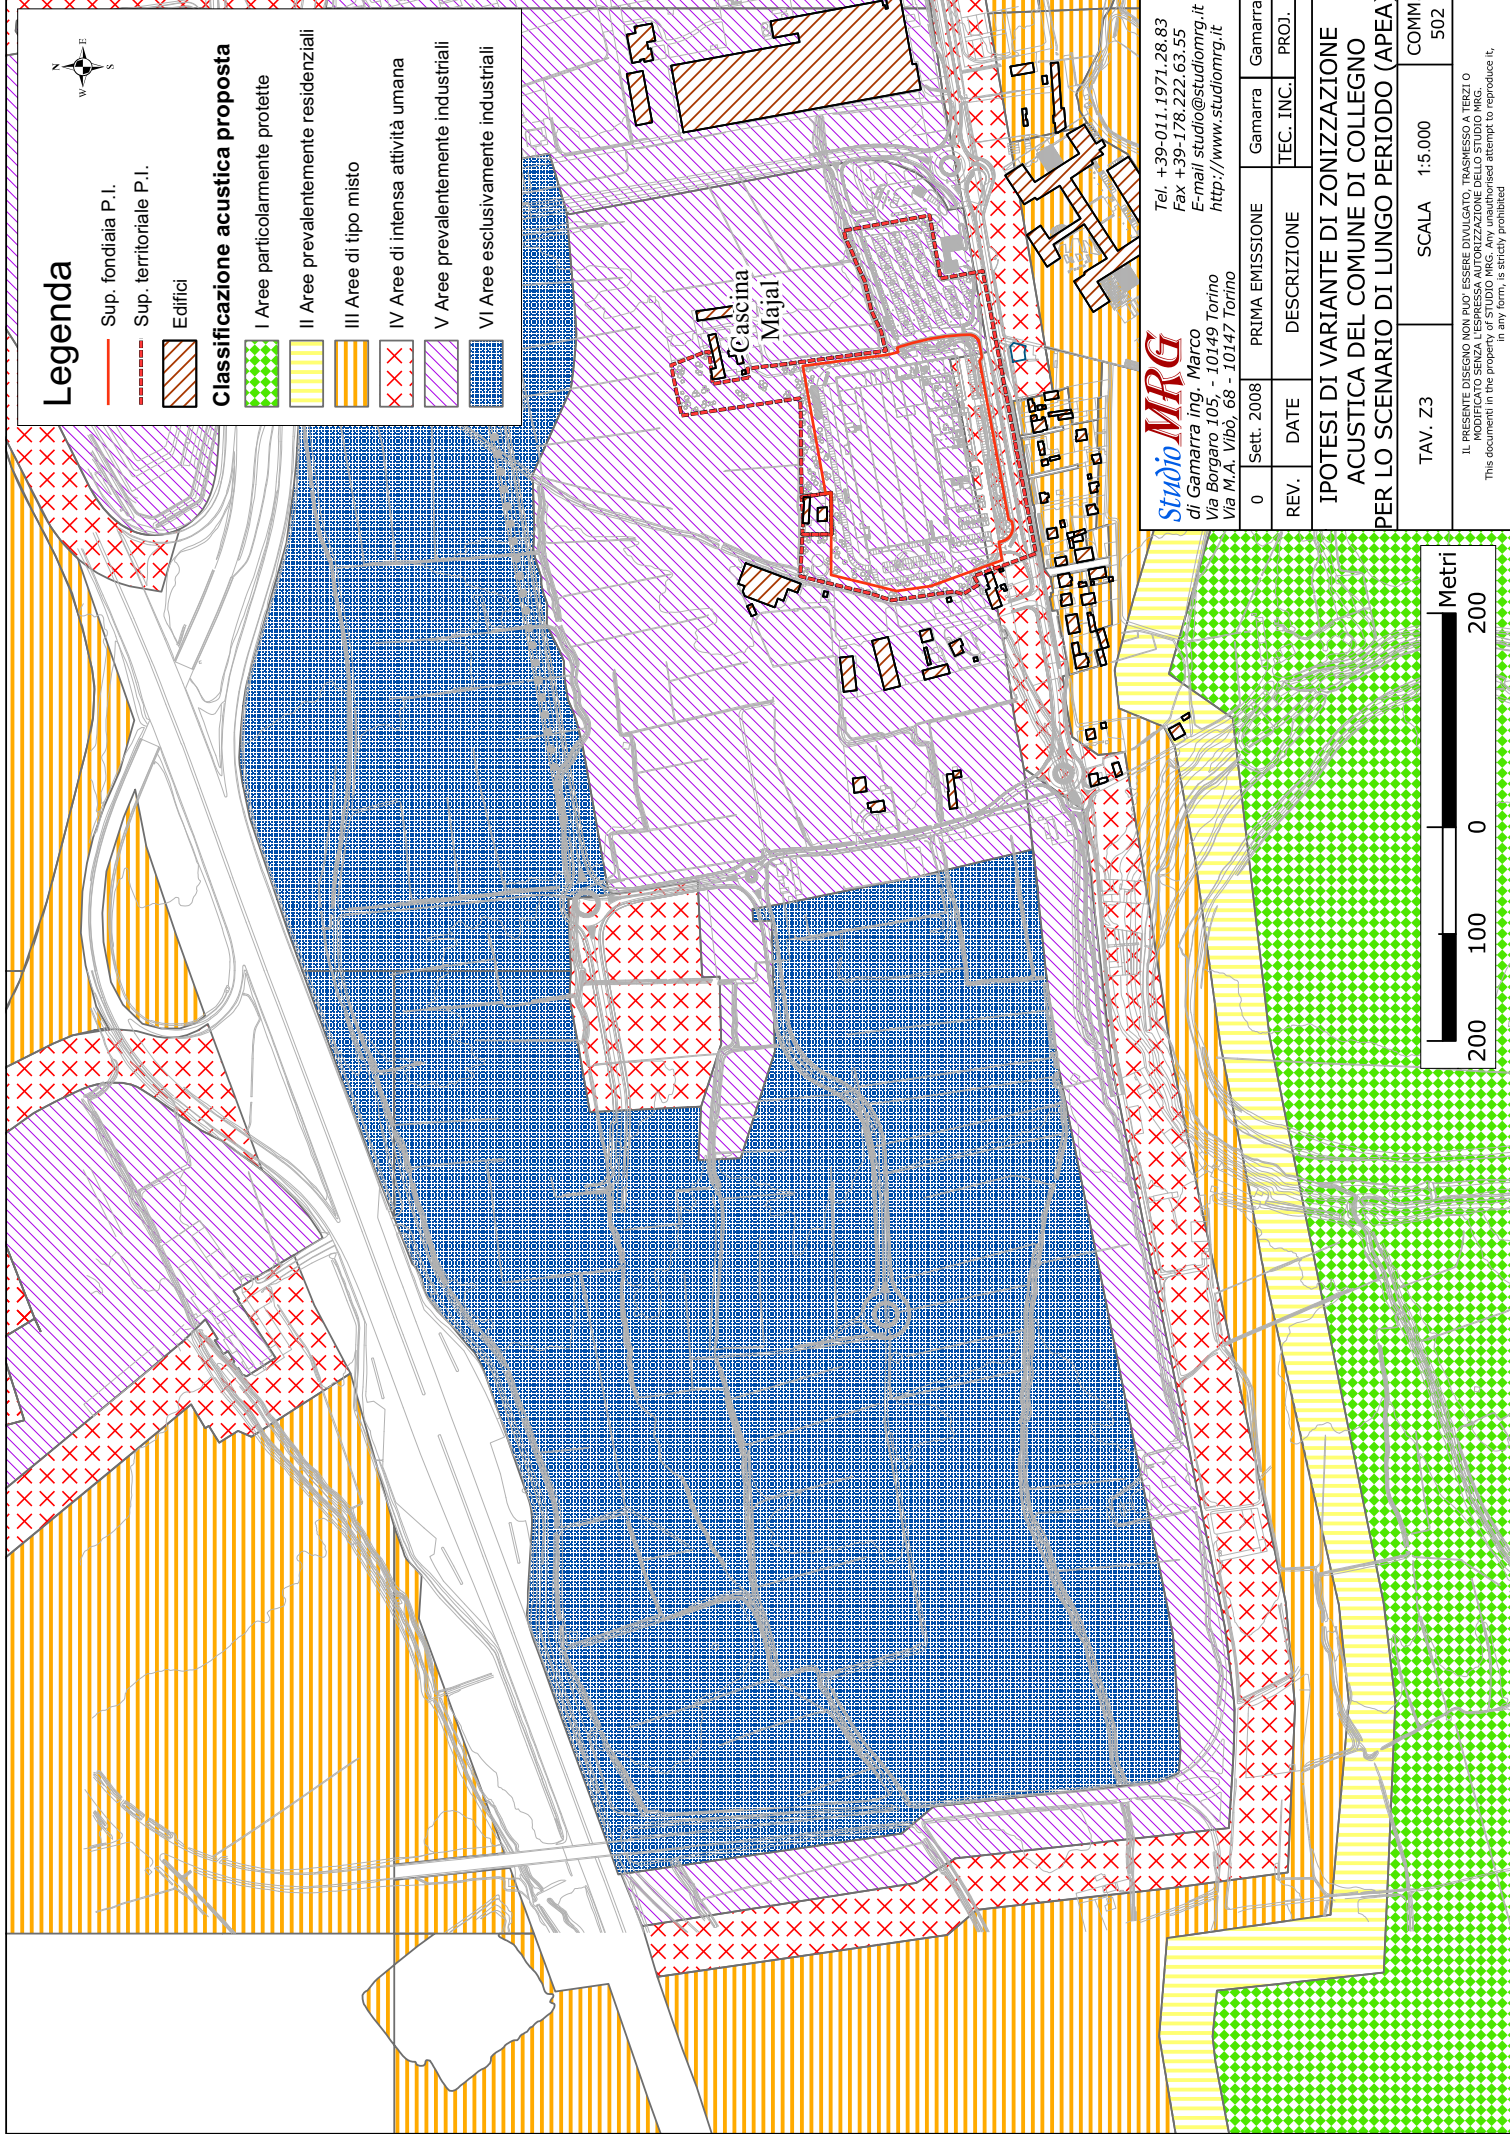 Legenda
N
W
E
S
Sup. fondiaia P.I.
Sup. territoriale P.I.
Edifici
Classificazione acustica proposta
I Aree particolarmente protette
II Aree prevalentemente residenziali
III Aree di tipo misto
IV Aree di intensa attività umana
V Aree prevalentemente industriali
VI Aree esclusivamente industriali
Cascina
Majal
Studio MRG
di Gamarra ing. Marco
Via Borgaro 105, - 10149 Torino
Via M.A. Vibò, 68 - 10147 Torino
Tel. +39-011.1971.28.83
Fax +39-178.222.63.55
E-mail studio@studiomrg.it
http://www.studiomrg.it
0 Sett. 2008 PRIMA EMISSIONE Gamarra Gamarra
REV. DATE DESCRIZIONE TEC. INC. PROJ.
IPOTESI DI VARIANTE DI ZONIZZAZIONE
ACUSTICA DEL COMUNE DI COLLEGNO
PER LO SCENARIO DI LUNGO PERIODO (APEA
TAV. Z3 SCALA 1:5.000 COMM
502
IL PRESENTE DISEGNO NON PUO' ESSERE DIVULGATO, TRASMESSO A TERZI O
MODIFICATO SENZA L'ESPRESSA AUTORIZZAZIONE DELLO STUDIO MRG.
This documenti in the property of STUDIO MRG. Any unauthorised attempt to reproduce it,
in any form, is strictly prohibited
Metri
200 100 0 200